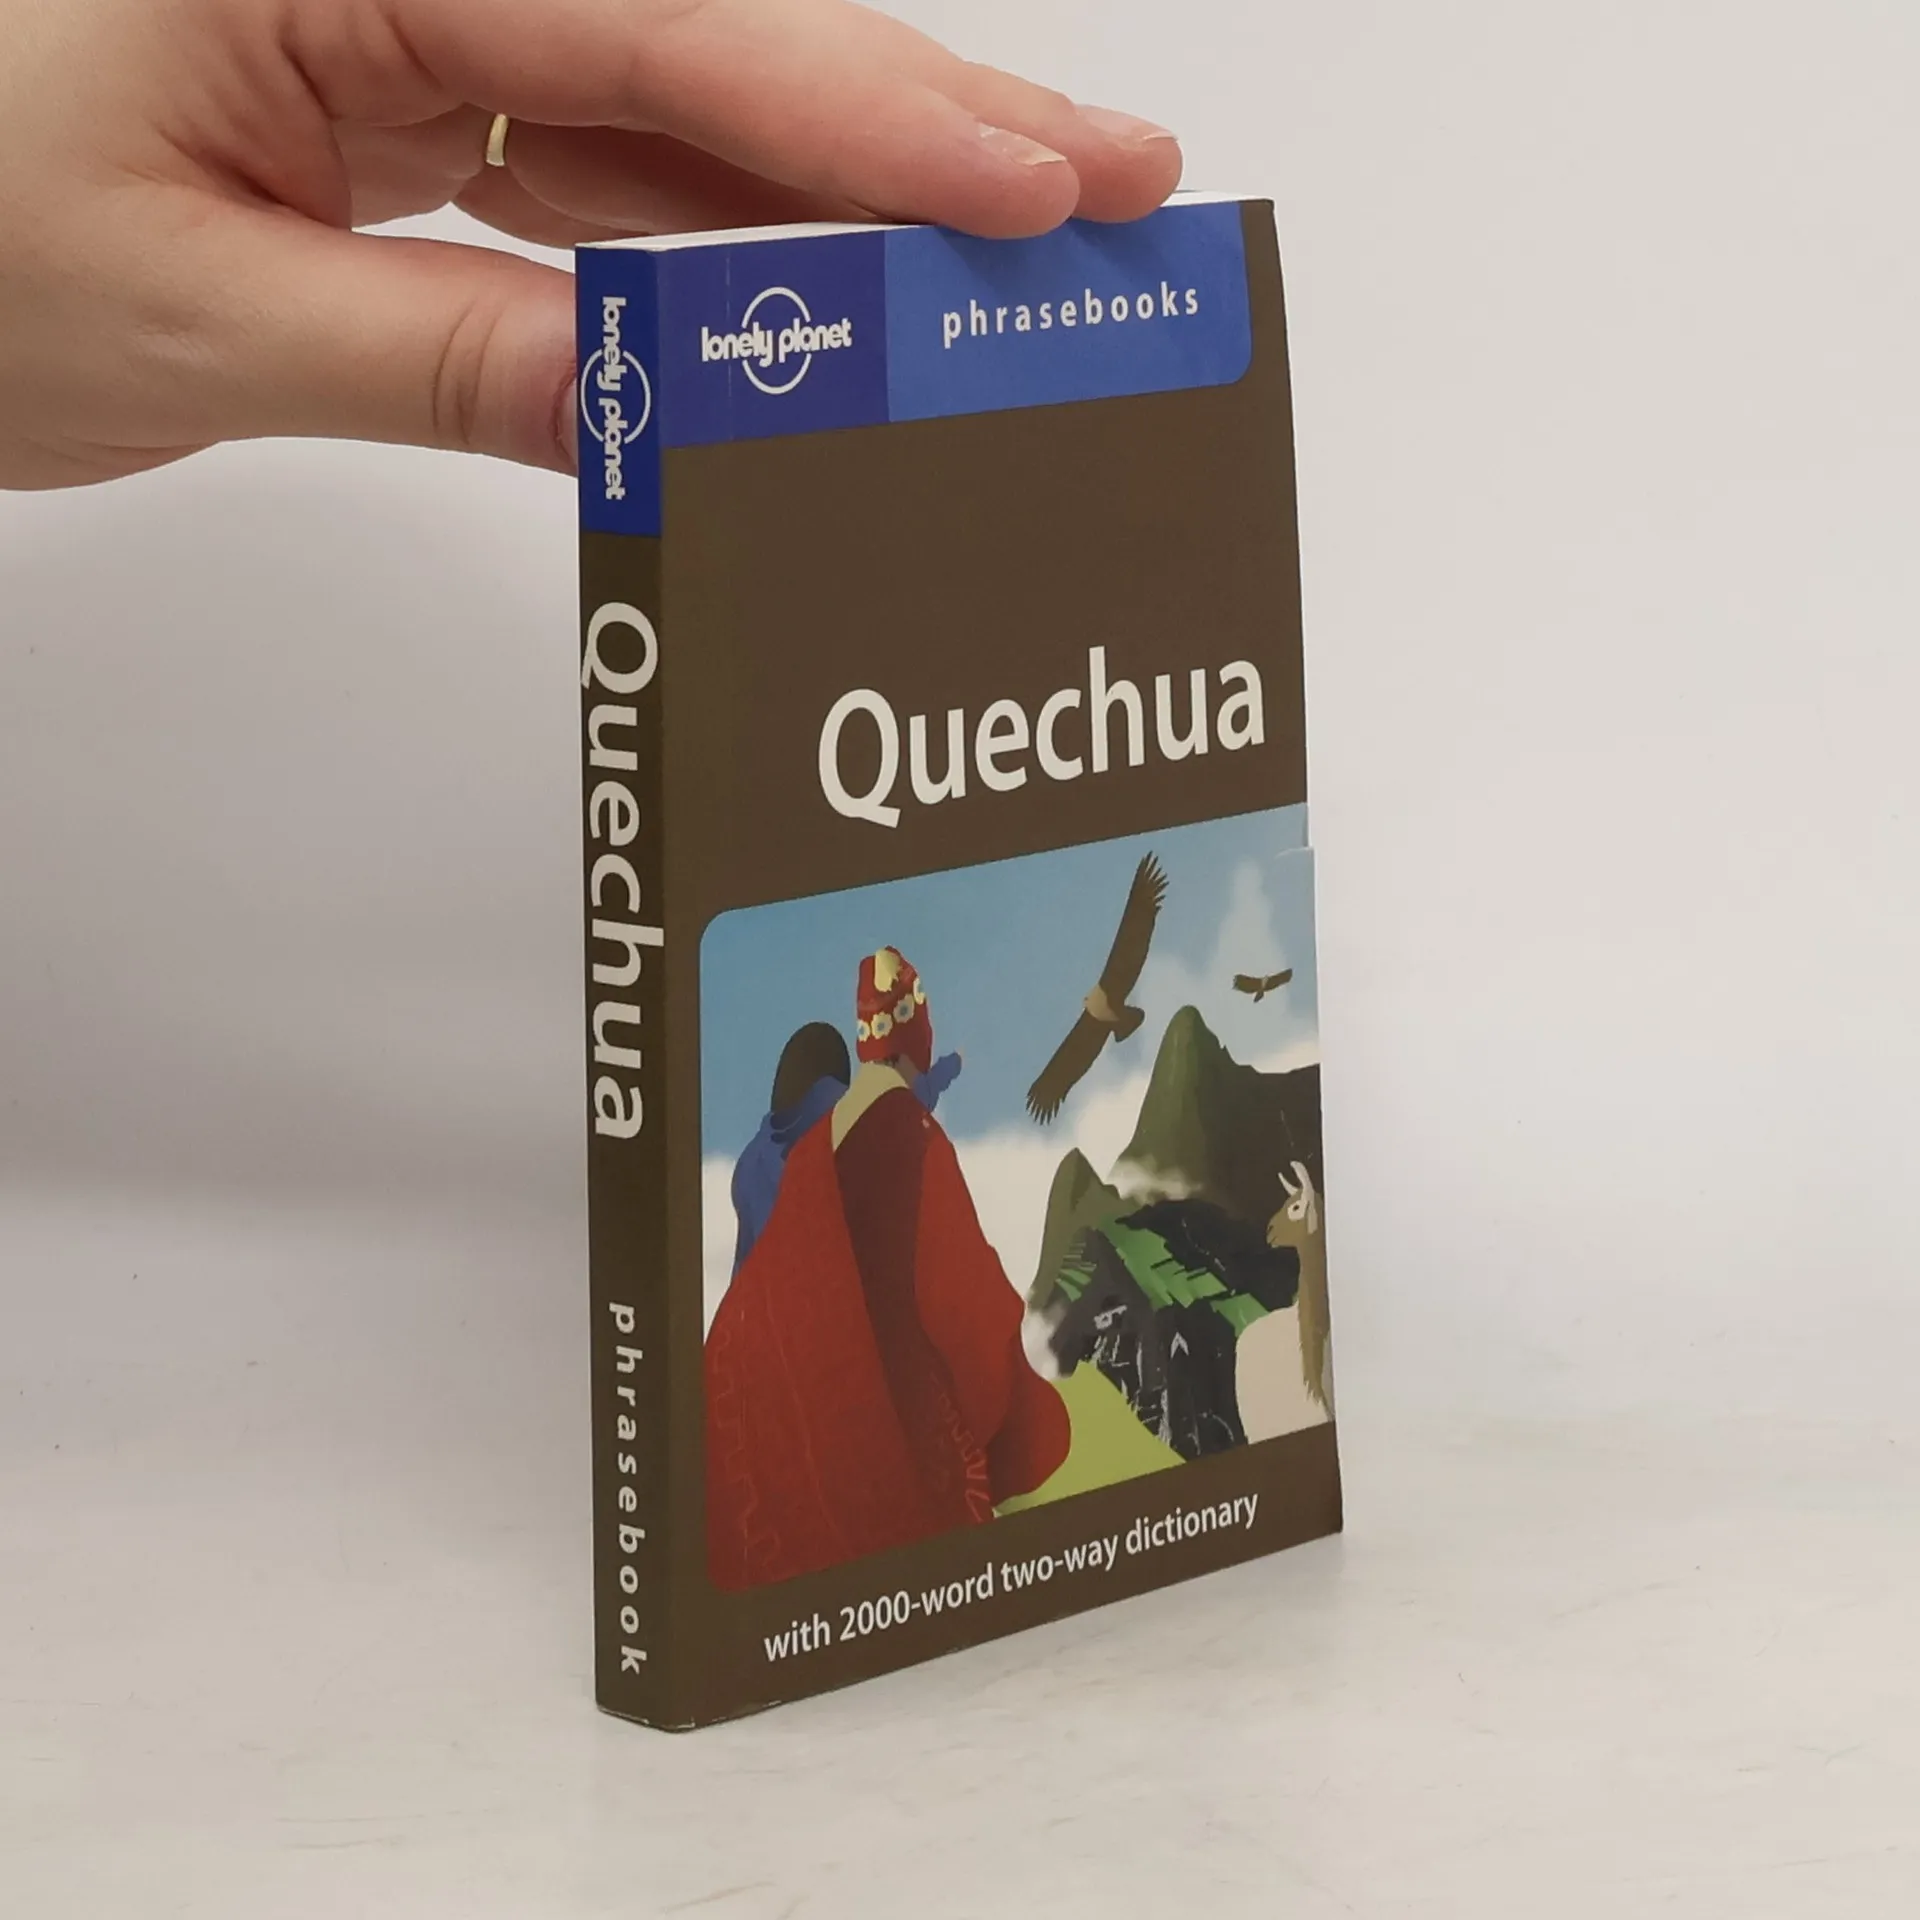 lonely planet
Quechua
phrasebook
lonely planet
phrasebooks
Quechua
with 2000-word two-way dictionary